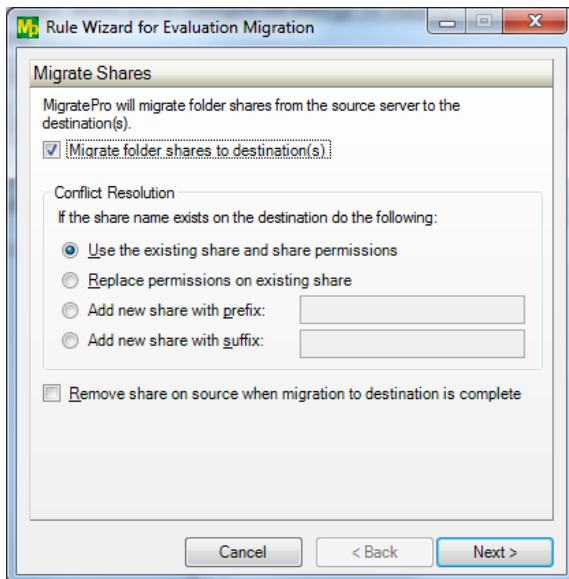 Mp Rule Wizard for Evaluation Migration
Migrate Shares
MigratePro will migrate folder shares from the source server to the
destination(s).
Migrate folder shares to destination(s)
Conflict Resolution
If the share name exists on the destination do the following:
Use the existing share and share permissions
Replace permissions on existing share
Add new share with prefix:
Add new share with suffix:
Remove share on source when migration to destination is complete
Cancel
< Back
Next >